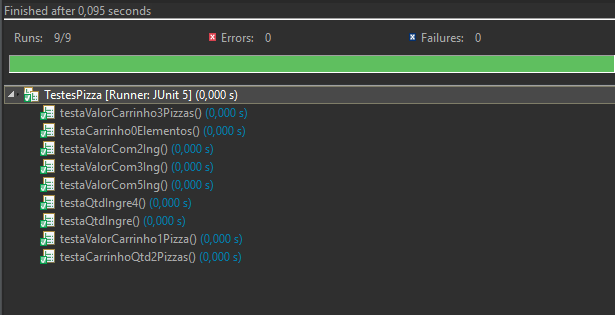 Finished after 0,095 seconds
Runs: 9/9 Errors: 0 Failures: 0
TestesPizza [Runner: JUnit 5] (0,000 s)
testaValorCarrinho3Pizzas() (0,000 s)
testaCarrinho0Elementos() (0,000 s)
testaValorCom2Ing() (0,000 s)
testaValorCom3Ing() (0,000 s)
testaValorCom5Ing() (0,000 s)
testaQtdIngre4() (0,000 s)
testaQtdIngre() (0,000 s)
testaValorCarrinho1Pizza() (0,000 s)
testaCarrinhoQtd2Pizzas() (0,000 s)